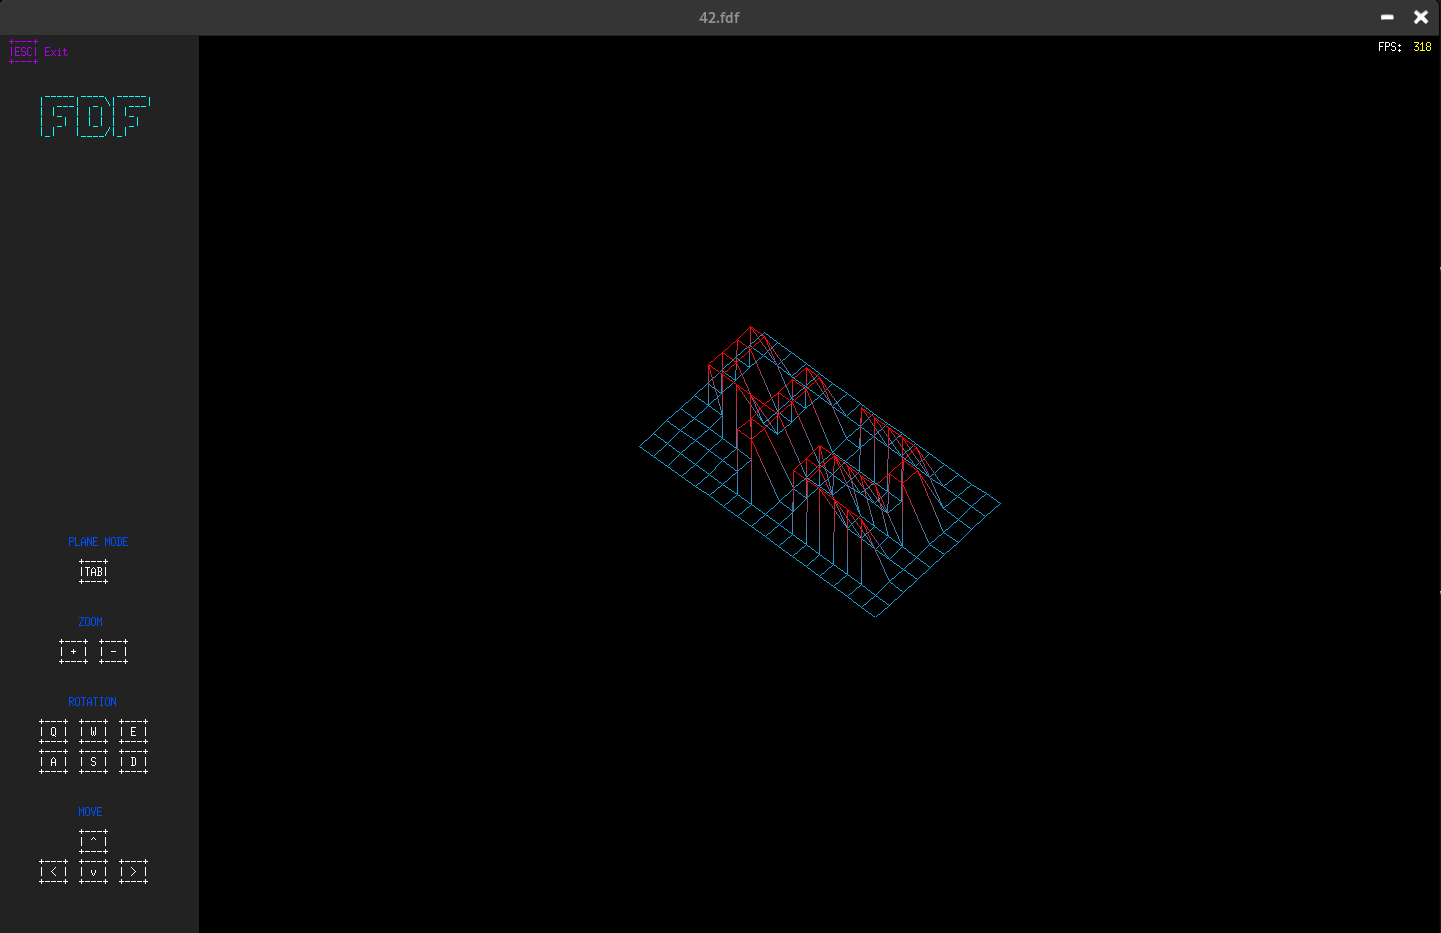 42.fdf
ESC Exit
FPS: 318
FDF
PLANE MODE
TAB
ZOOM
+ -
ROTATION
Q W E
A S D
MOVE
^
< v >